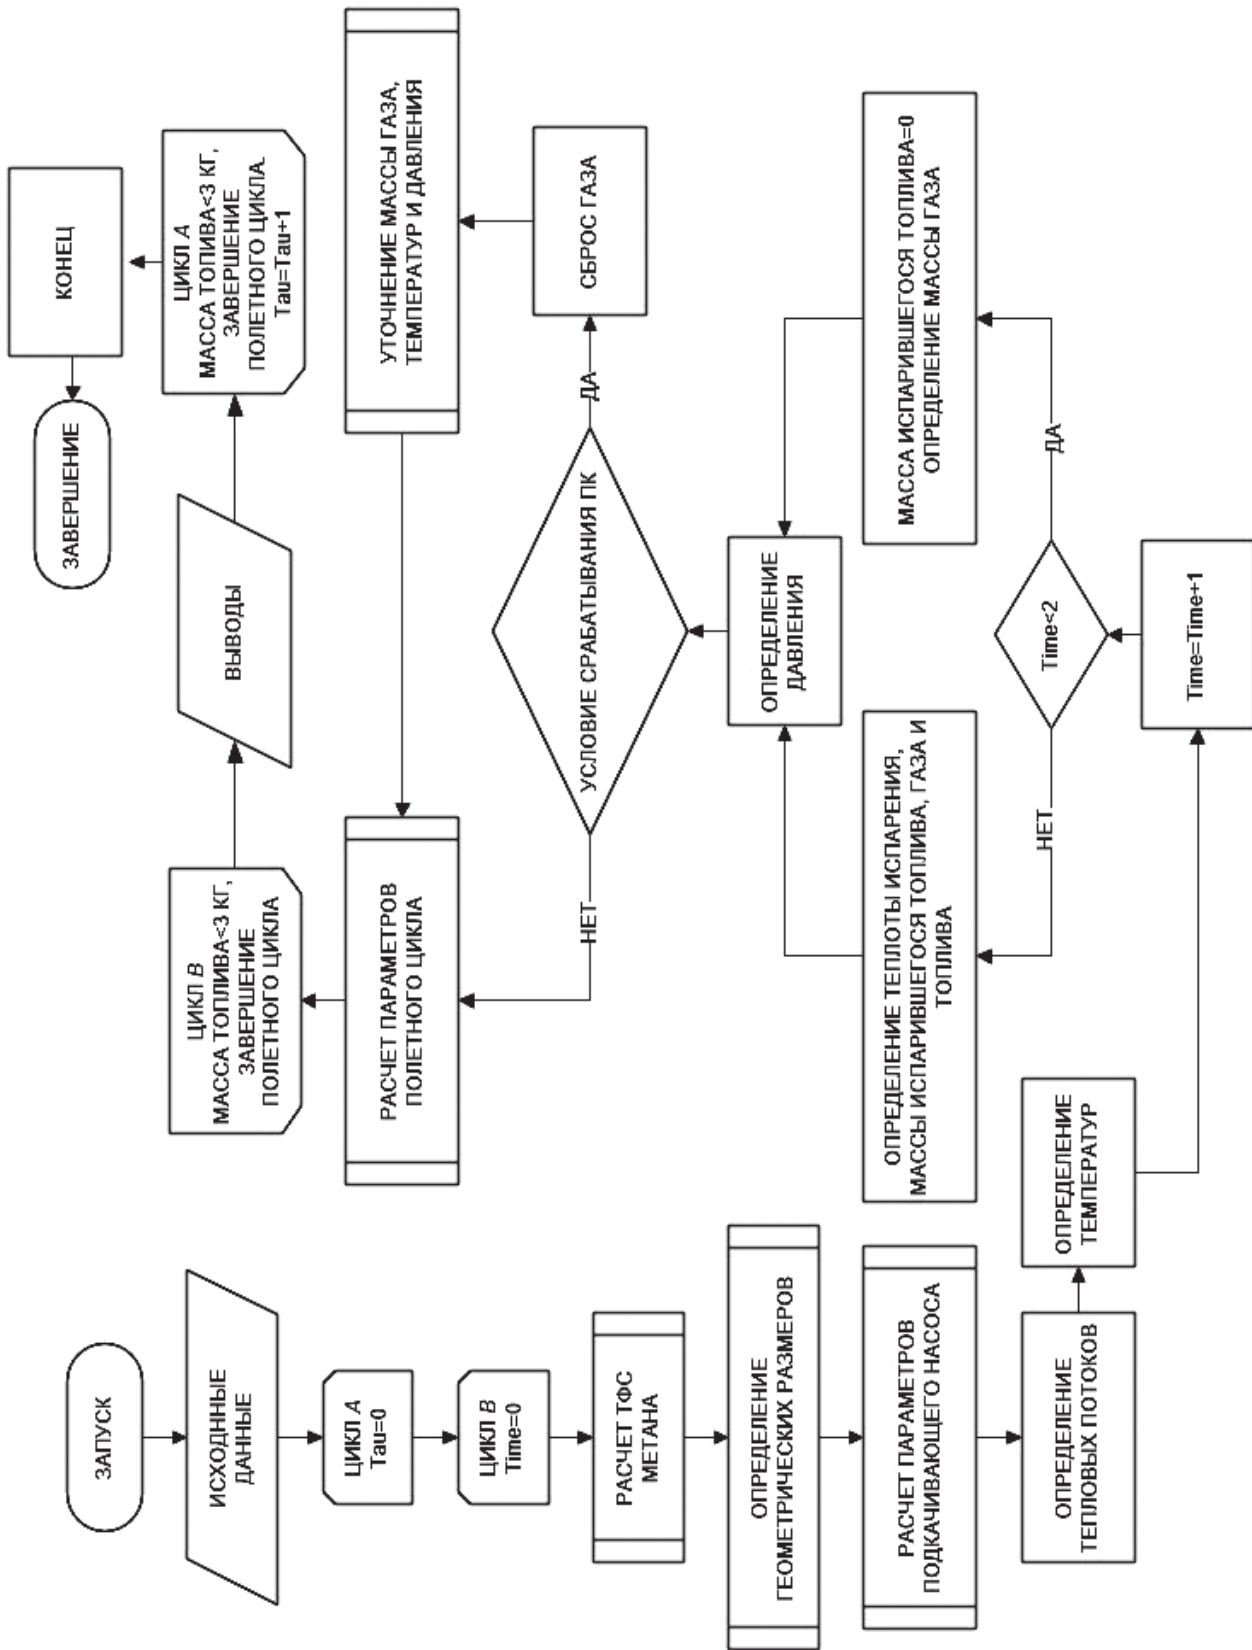 ЗАПУСК
ИСХОДННЫЕ
ДАННЫЕ
ЦИКЛ A
Tau=0
ЦИКЛ B
Time=0
РАСЧЕТ ТФС
МЕТАНА
ОПРЕДЕЛЕНИЕ
ГЕОМЕТРИЧЕСКИХ РАЗМЕРОВ
РАСЧЕТ ПАРАМЕТРОВ
ПОДКАЧИВАЮЩЕГО НАСОСА
ОПРЕДЕЛЕНИЕ
ТЕПЛОВЫХ ПОТОКОВ
ОПРЕДЕЛЕНИЕ
ТЕМПЕРАТУР
Time=Time+1
Time<2
НЕТ
ДА
ОПРЕДЕЛЕНИЕ ТЕПЛОТЫ ИСПАРЕНИЯ,
МАССЫ ИСПАРИВШЕГОСЯ ТОПЛИВА, ГАЗА И
ТОПЛИВА
МАССА ИСПАРИВШЕГОСЯ ТОПЛИВА=0
ОПРЕДЕЛЕНИЕ МАССЫ ГАЗА
ОПРЕДЕЛЕНИЕ
ДАВЛЕНИЯ
УСЛОВИЕ СРАБАТЫВАНИЯ ПК
НЕТ
ДА
СБРОС ГАЗА
УТОЧНЕНИЕ МАССЫ ГАЗА,
ТЕМПЕРАТУР И ДАВЛЕНИЯ
РАСЧЕТ ПАРАМЕТРОВ
ПОЛЕТНОГО ЦИКЛА
ЦИКЛ B
МАССА ТОПЛИВА<3 КГ,
ЗАВЕРШЕНИЕ
ПОЛЕТНОГО ЦИКЛА
ВЫВОДЫ
ЦИКЛ A
МАССА ТОПЛИВА<3 КГ,
ЗАВЕРШЕНИЕ
ПОЛЕТНОГО ЦИКЛА.
Tau=Tau+1
КОНЕЦ
ЗАВЕРШЕНИЕ